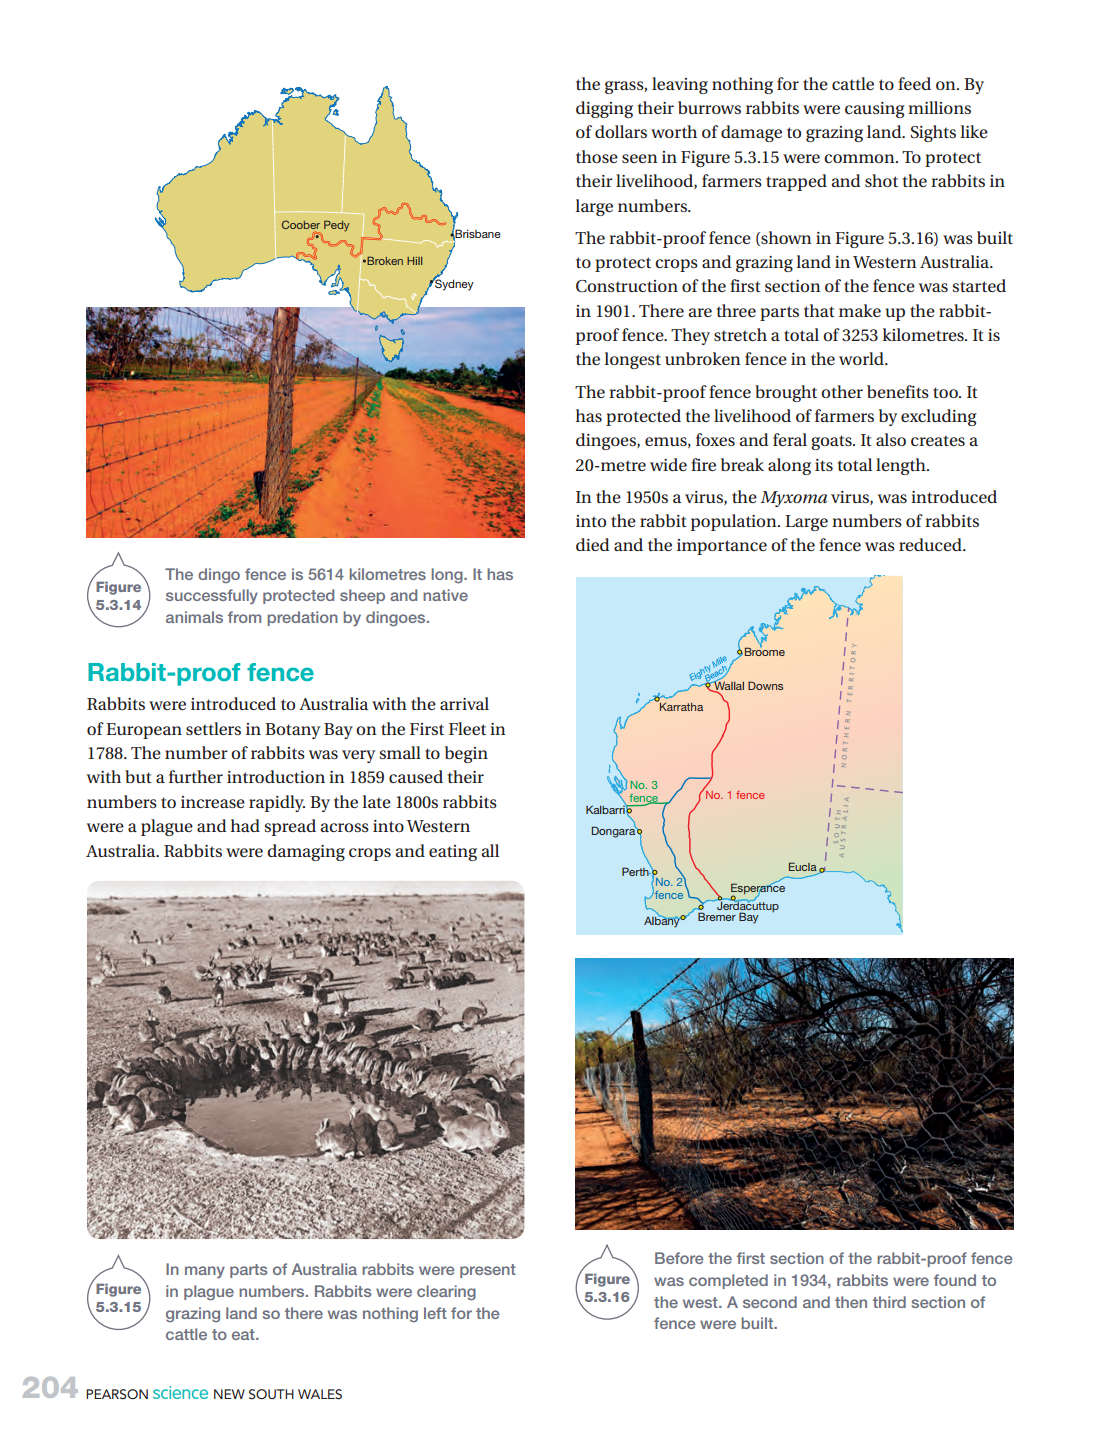 Coober Pedy
Brisbane
Broken Hill
Sydney
Figure
5.3.14
The dingo fence is 5614 kilometres long. It has
successfully protected sheep and native
animals from predation by dingoes.
Rabbit-proof fence
Rabbits were introduced to Australia with the arrival
of European settlers in Botany Bay on the First Fleet in
1788. The number of rabbits was very small to begin
with but a further introduction in 1859 caused their
numbers to increase rapidly. By the late 1800s rabbits
were a plague and had spread across into Western
Australia. Rabbits were damaging crops and eating all
Figure
5.3.15
In many parts of Australia rabbits were present
in plague numbers. Rabbits were clearing
grazing land so there was nothing left for the
cattle to eat.
the grass, leaving nothing for the cattle to feed on. By
digging their burrows rabbits were causing millions
of dollars worth of damage to grazing land. Sights like
those seen in Figure 5.3.15 were common. To protect
their livelihood, farmers trapped and shot the rabbits in
large numbers.
The rabbit-proof fence (shown in Figure 5.3.16) was built
to protect crops and grazing land in Western Australia.
Construction of the first section of the fence was started
in 1901. There are three parts that make up the rabbit-
proof fence. They stretch a total of 3253 kilometres. It is
the longest unbroken fence in the world.
The rabbit-proof fence brought other benefits too. It
has protected the livelihood of farmers by excluding
dingoes, emus, foxes and feral goats. It also creates a
20-metre wide fire break along its total length.
In the 1950s a virus, the Myxoma virus, was introduced
into the rabbit population. Large numbers of rabbits
died and the importance of the fence was reduced.
Broome
Eighty Mile
Beach
Wallal Downs
Karratha
NORTHERN TERRITORY
No. 3
fence
No. 1 fence
Kalbarri
SOUTH
AUSTRALIA
Dongara
Perth
Eucla
No. 2
fence
Esperance
Jerdacuttup
Bremer Bay
Albany
Figure
5.3.16
Before the first section of the rabbit-proof fence
was completed in 1934, rabbits were found to
the west. A second and then third section of
fence were built.
204 PEARSON science NEW SOUTH WALES